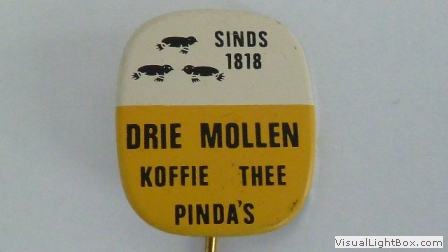 SINDS
1818
DRIE MOLLEN
KOFFIE THEE
PINDA'S
VisualLightBox.com